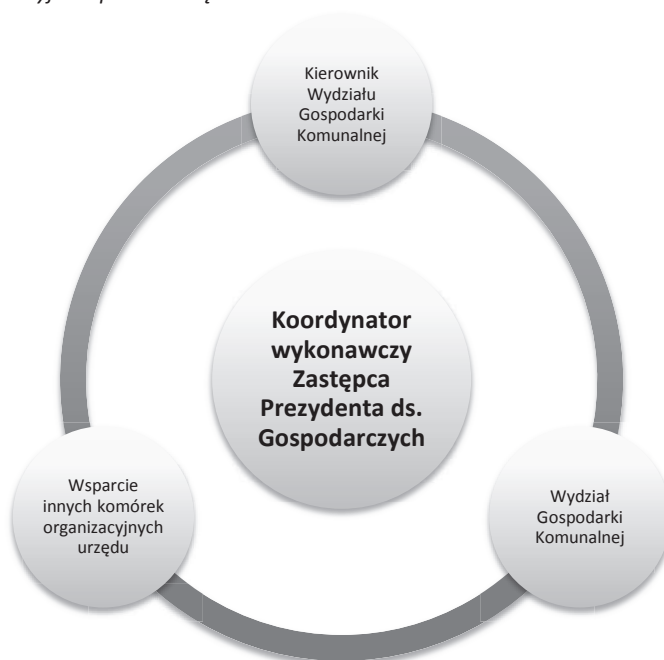 Kierownik
Wydziału
Gospodarki
Komunalnej
Koordynator
wykonawczy
Zastępca
Prezydenta ds.
Gospodarczych
Wsparcie
innych komórek
organizacyjnych
urzędu
Wydział
Gospodarki
Komunalnej